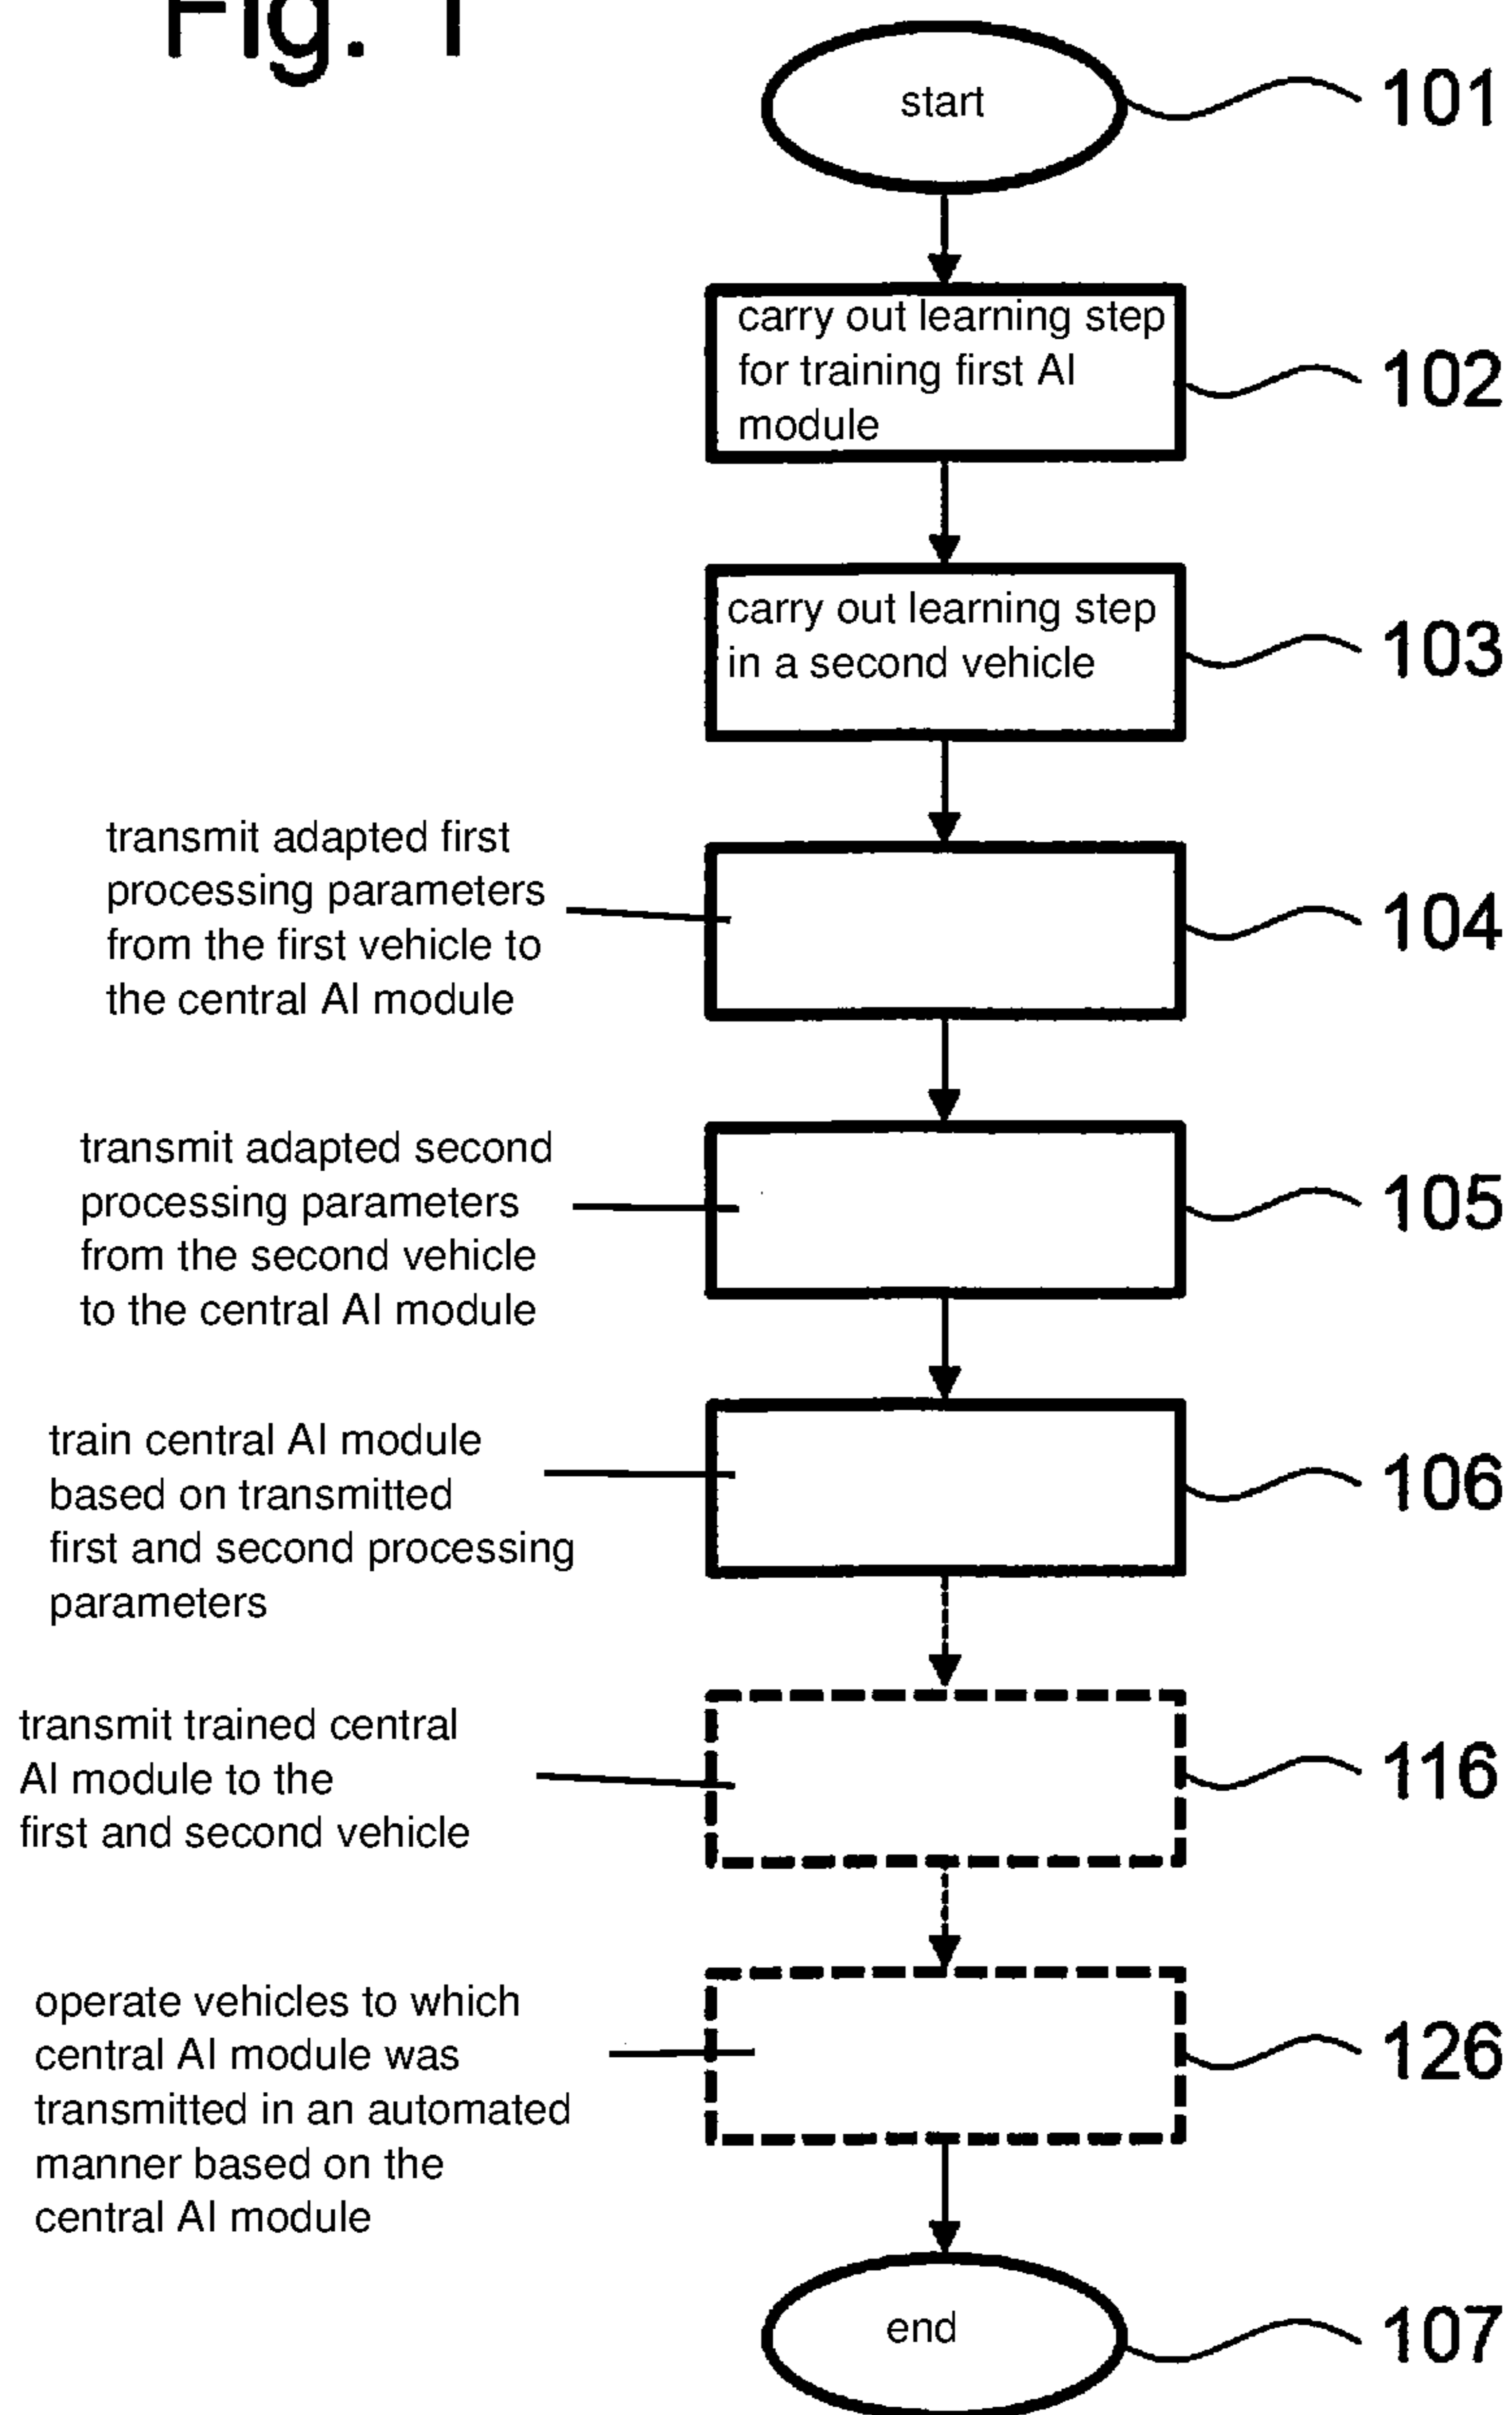 Fig. 1
start
101
carry out learning step
for training first AI
module
102
carry out learning step
in a second vehicle
103
transmit adapted first
processing parameters
from the first vehicle to
the central AI module
104
transmit adapted second
processing parameters
from the second vehicle
to the central AI module
105
train central AI module
based on transmitted
first and second processing
parameters
106
transmit trained central
AI module to the
first and second vehicle
116
operate vehicles to which
central AI module was
transmitted in an automated
manner based on the
central AI module
126
end
107